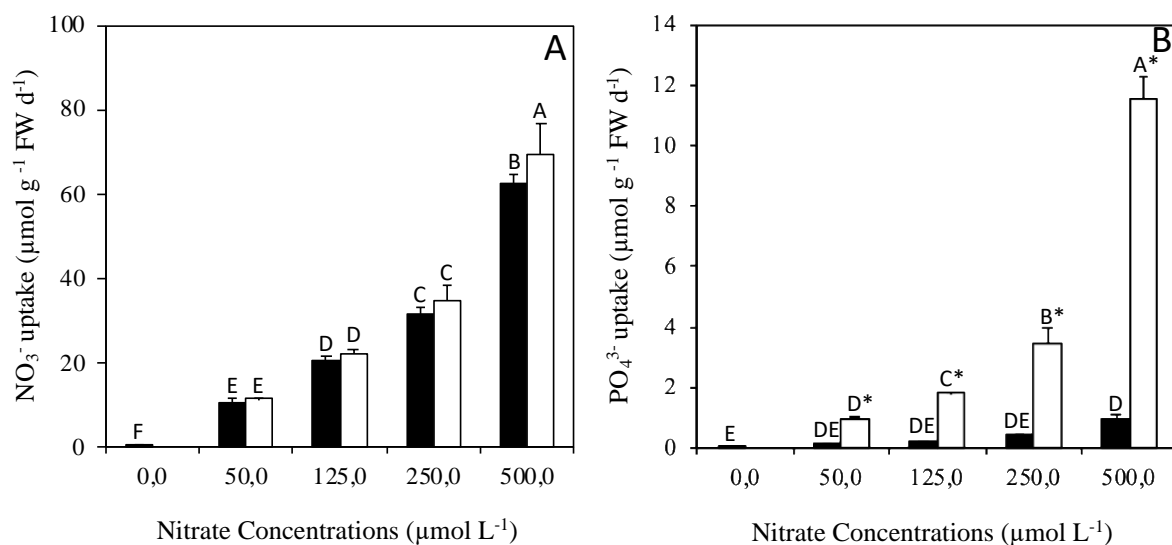 A
NO₃⁻ uptake (µmol g ⁻¹ FW d⁻¹)
100
80
60
40
20
0
F
E E
D D
C C
B A
0,0 50,0 125,0 250,0 500,0
Nitrate Concentrations (µmol L⁻¹)
B
PO₄³⁻ uptake (µmol g ⁻¹ FW d⁻¹)
14
12
10
8
6
4
2
0
E
DE D*
DE C*
DE B*
D A*
0,0 50,0 125,0 250,0 500,0
Nitrate Concentrations (µmol L⁻¹)